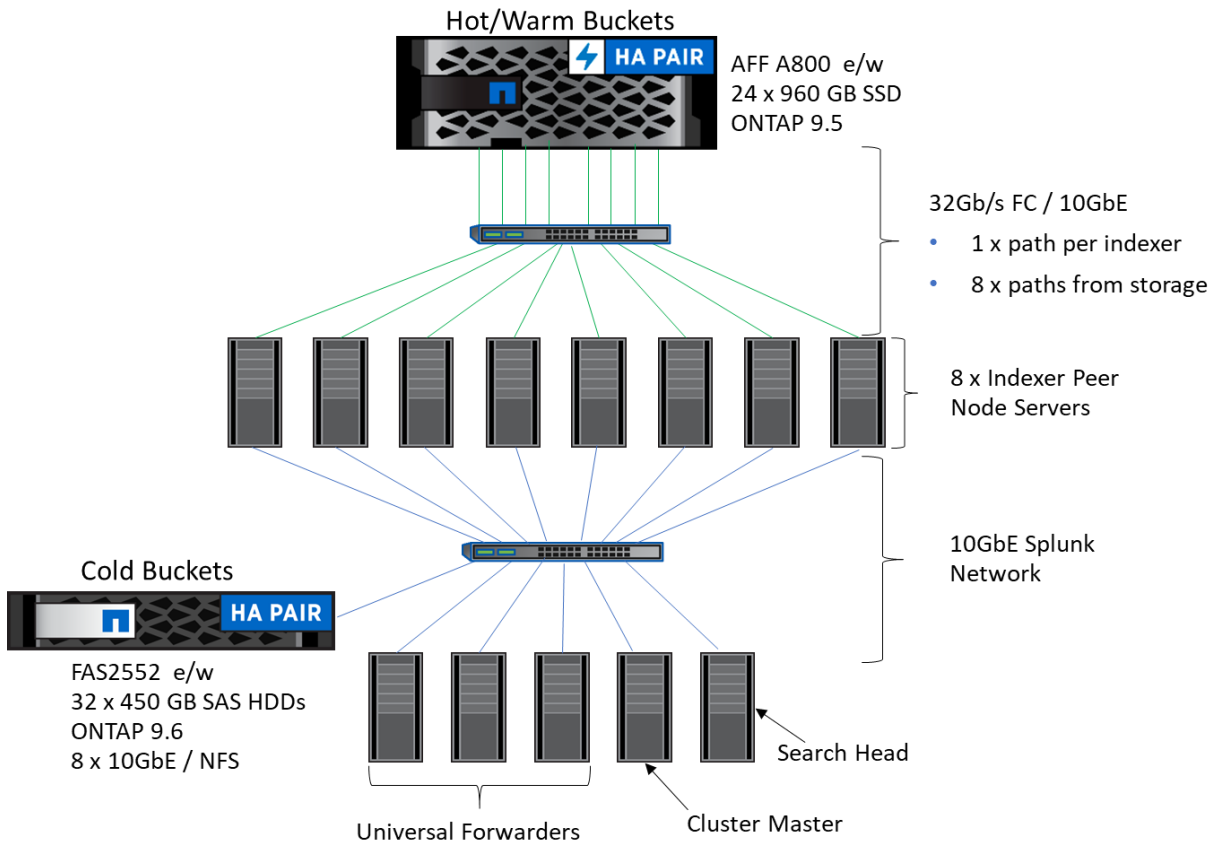 Hot/Warm Buckets
HA PAIR
AFF A800 e/w
24 x 960 GB SSD
ONTAP 9.5
32Gb/s FC / 10GbE
• 1 x path per indexer
• 8 x paths from storage
8 x Indexer Peer
Node Servers
10GbE Splunk
Network
Cold Buckets
HA PAIR
FAS2552 e/w
32 x 450 GB SAS HDDs
ONTAP 9.6
8 x 10GbE / NFS
Search Head
Cluster Master
Universal Forwarders